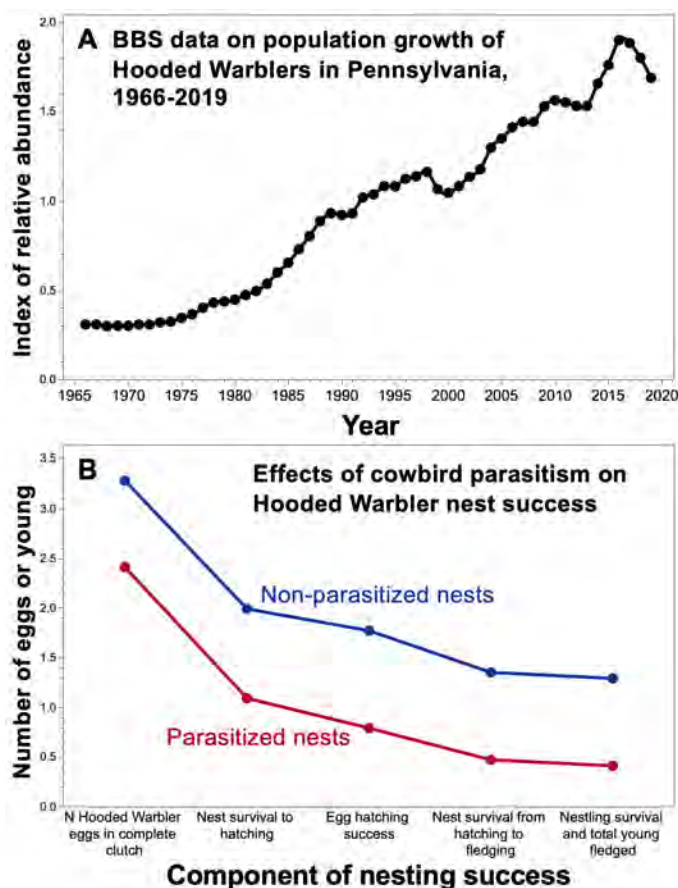 2.0
A BBS data on population growth of
Hooded Warblers in Pennsylvania,
1966-2019
1.5
1.0
0.5
0.0
Index of relative abundance
1965 1970 1975 1980 1985 1990 1995 2000 2005 2010 2015 2020
Year
3.5
B Effects of cowbird parasitism on
Hooded Warbler nest success
3.0
2.5
2.0
1.5
1.0
0.5
0.0
Number of eggs or young
Non-parasitized nests
Parasitized nests
N Hooded Warbler
eggs in complete
clutch
Nest survival to
hatching
Egg hatching
success
Nest survival from
hatching to
fledging
Nestling survival
and total young
fledged
Component of nesting success